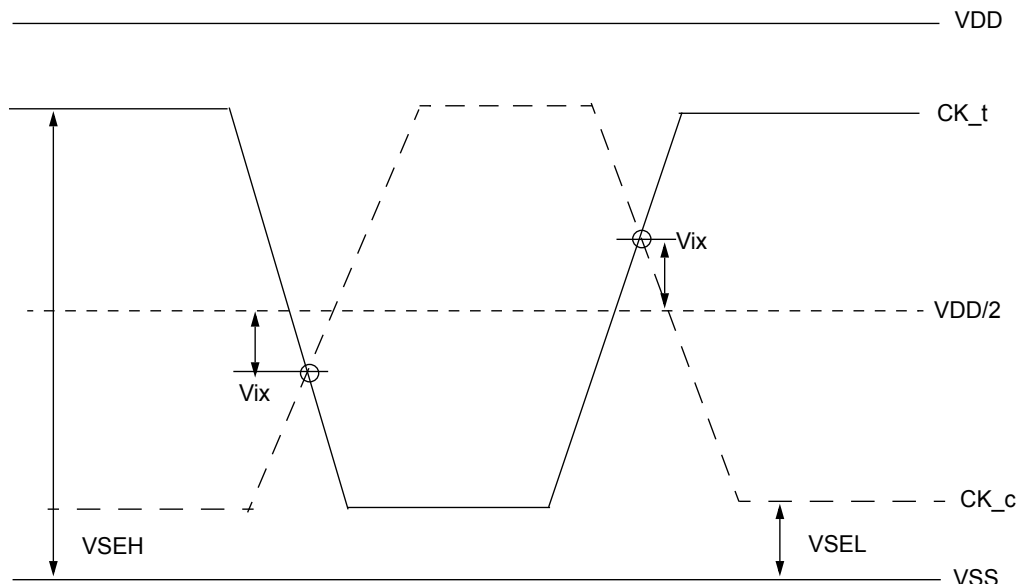 VDD
CK_t
Vix
VDD/2
Vix
CK_c
VSEH
VSEL
VSS